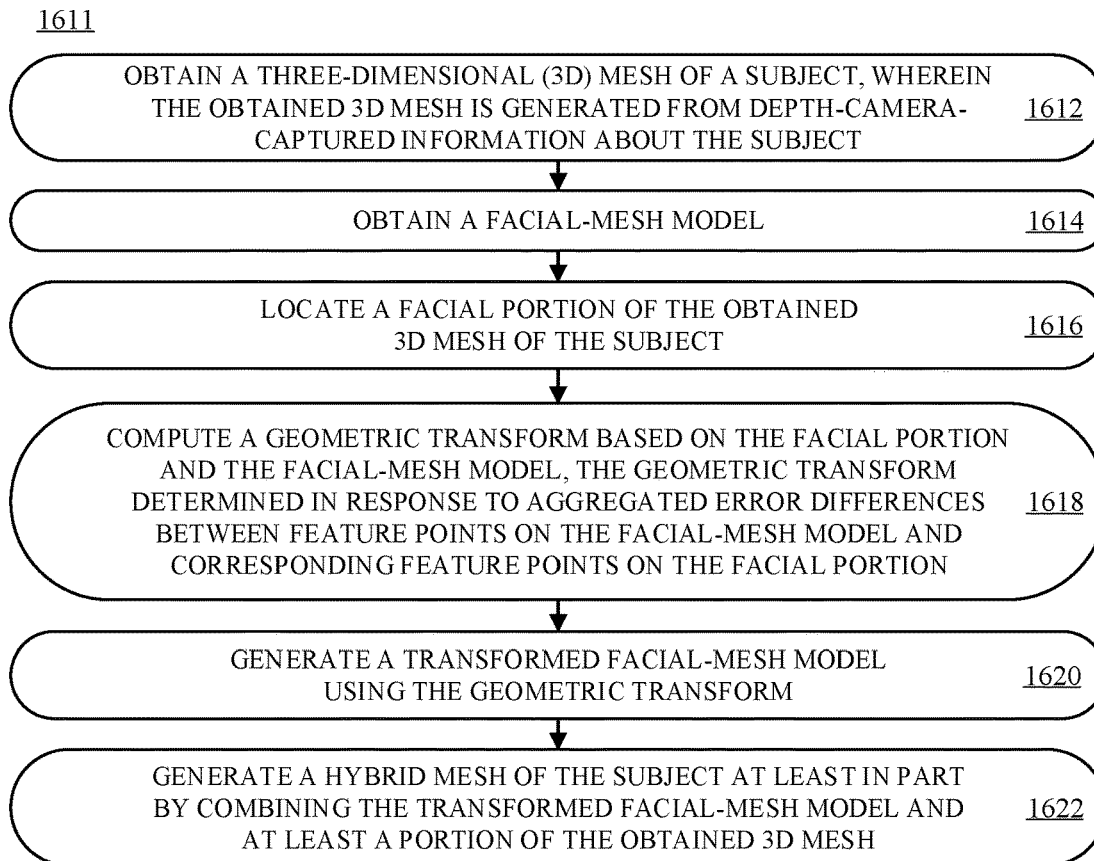 1611
OBTAIN A THREE-DIMENSIONAL (3D) MESH OF A SUBJECT, WHEREIN
THE OBTAINED 3D MESH IS GENERATED FROM DEPTH-CAMERA-
CAPTURED INFORMATION ABOUT THE SUBJECT
1612
OBTAIN A FACIAL-MESH MODEL
1614
LOCATE A FACIAL PORTION OF THE OBTAINED
3D MESH OF THE SUBJECT
1616
COMPUTE A GEOMETRIC TRANSFORM BASED ON THE FACIAL PORTION
AND THE FACIAL-MESH MODEL, THE GEOMETRIC TRANSFORM
DETERMINED IN RESPONSE TO AGGREGATED ERROR DIFFERENCES
BETWEEN FEATURE POINTS ON THE FACIAL-MESH MODEL AND
CORRESPONDING FEATURE POINTS ON THE FACIAL PORTION
1618
GENERATE A TRANSFORMED FACIAL-MESH MODEL
USING THE GEOMETRIC TRANSFORM
1620
GENERATE A HYBRID MESH OF THE SUBJECT AT LEAST IN PART
BY COMBINING THE TRANSFORMED FACIAL-MESH MODEL AND
AT LEAST A PORTION OF THE OBTAINED 3D MESH
1622